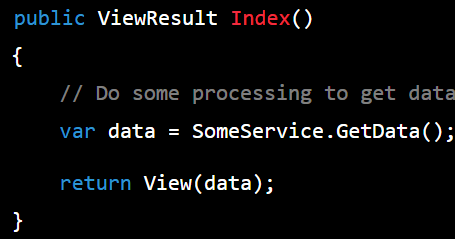 public ViewResult Index()
{
// Do some processing to get data
var data = SomeService.GetData();
return View(data);
}